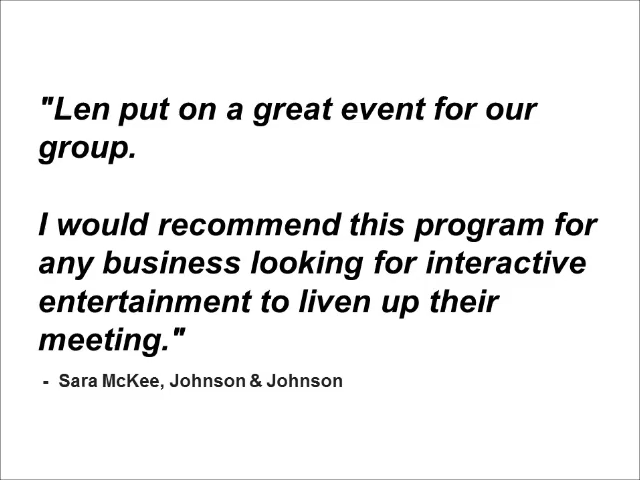 "Len put on a great event for our
group.
I would recommend this program for
any business looking for interactive
entertainment to liven up their
meeting."
- Sara McKee, Johnson & Johnson